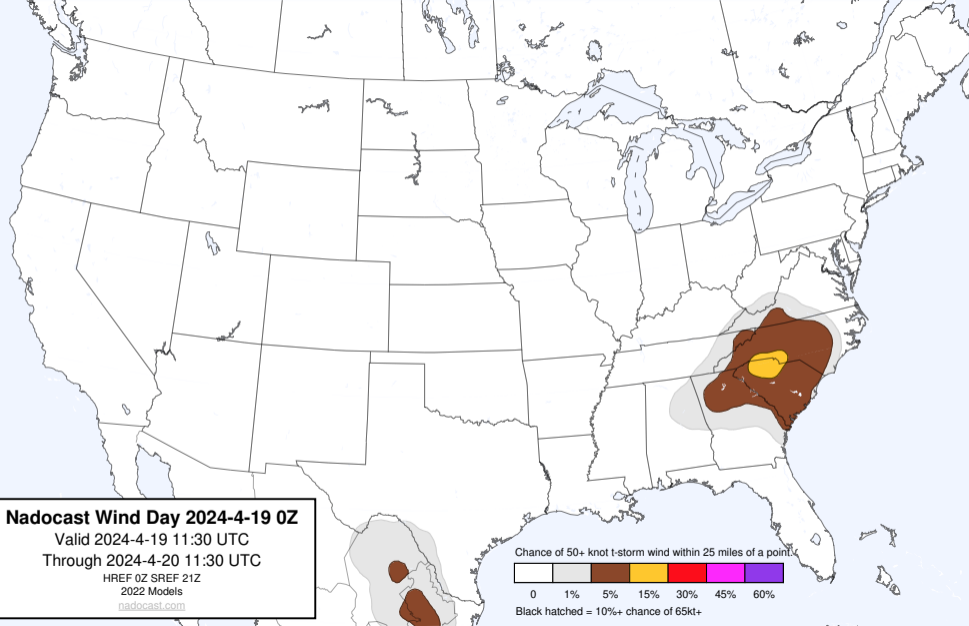 Nadocast Wind Day 2024-4-19 0Z
Valid 2024-4-19 11:30 UTC
Through 2024-4-20 11:30 UTC
HREF 0Z SREF 21Z
2022 Models
nadocast.com
Chance of 50+ knot t-storm wind within 25 miles of a point.
0 1% 5% 15% 30% 45% 60%
Black hatched = 10%+ chance of 65kt+